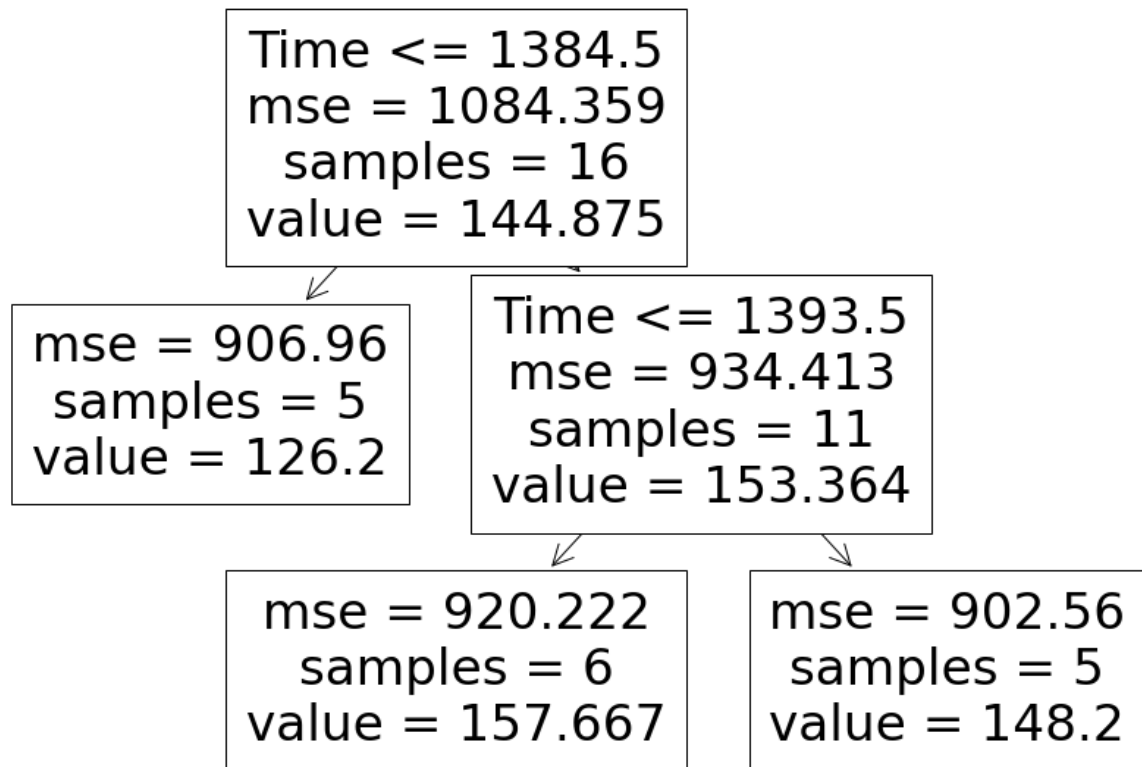 Time <= 1384.5
mse = 1084.359
samples = 16
value = 144.875
mse = 906.96
samples = 5
value = 126.2
Time <= 1393.5
mse = 934.413
samples = 11
value = 153.364
mse = 920.222
samples = 6
value = 157.667
mse = 902.56
samples = 5
value = 148.2